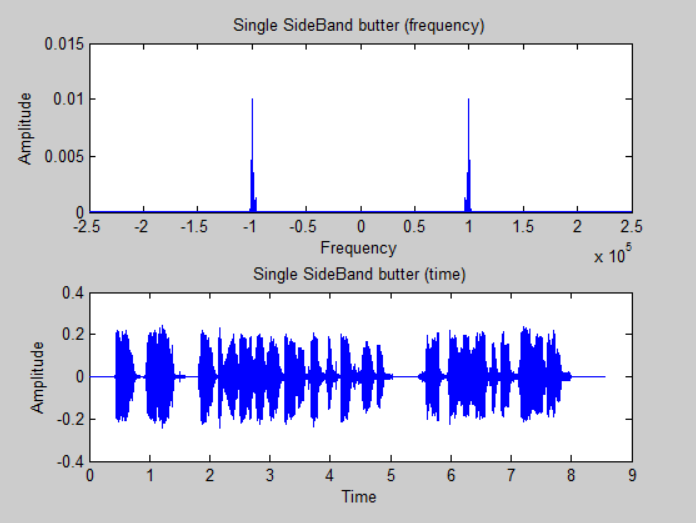 Single SideBand butter (frequency)
0.015
0.01
0.005
0
Amplitude
-2.5 -2 -1.5 -1 -0.5 0 0.5 1 1.5 2 2.5
Frequency
x 10^5
Single SideBand butter (time)
0.4
0.2
0
-0.2
-0.4
Amplitude
0 1 2 3 4 5 6 7 8 9
Time